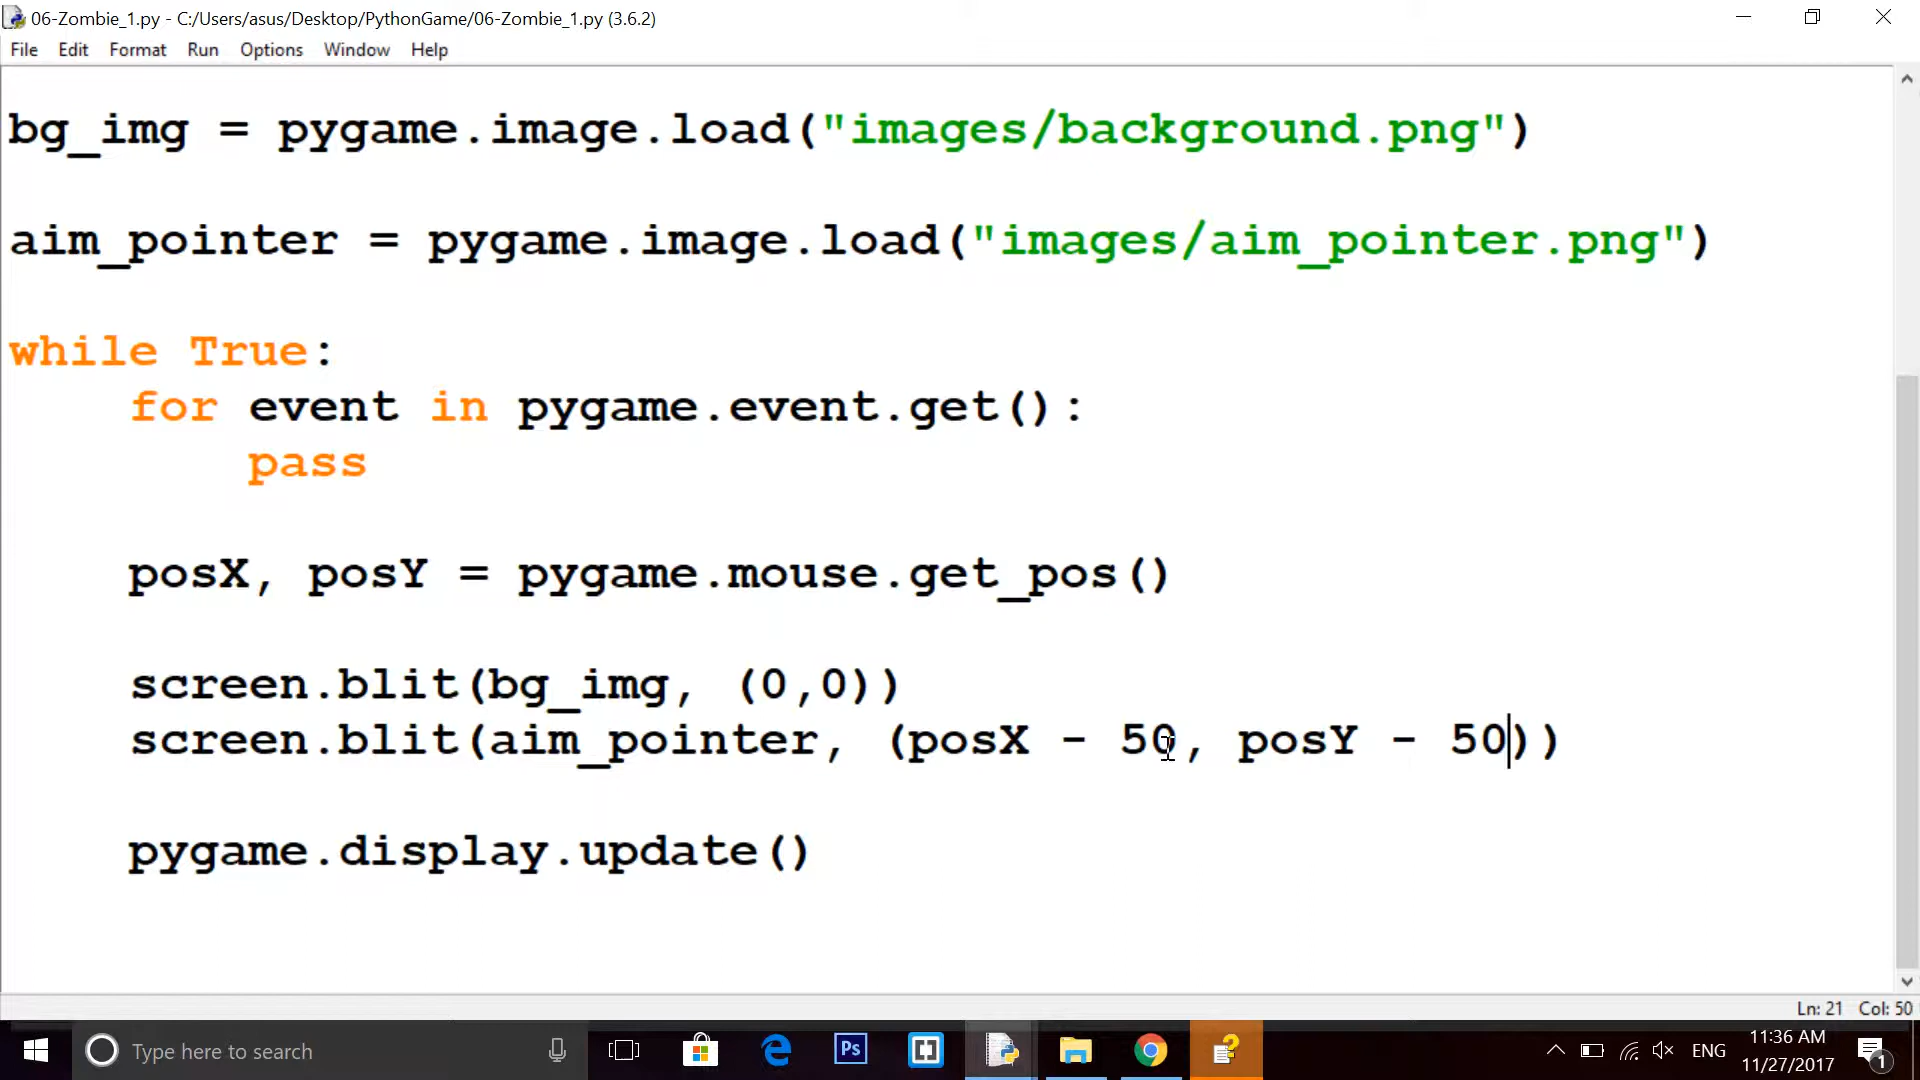 06-Zombie_1.py - C:/Users/asus/Desktop/PythonGame/06-Zombie_1.py (3.6.2)
File Edit Format Run Options Window Help
bg_img = pygame.image.load("images/background.png")
aim_pointer = pygame.image.load("images/aim_pointer.png")
while True:
    for event in pygame.event.get():
        pass
    posX, posY = pygame.mouse.get_pos()
    screen.blit(bg_img, (0,0))
    screen.blit(aim_pointer, (posX - 50, posY - 50))
    pygame.display.update()
Ln: 21 Col: 50
Type here to search
Ps
ENG
11:36 AM
11/27/2017
1